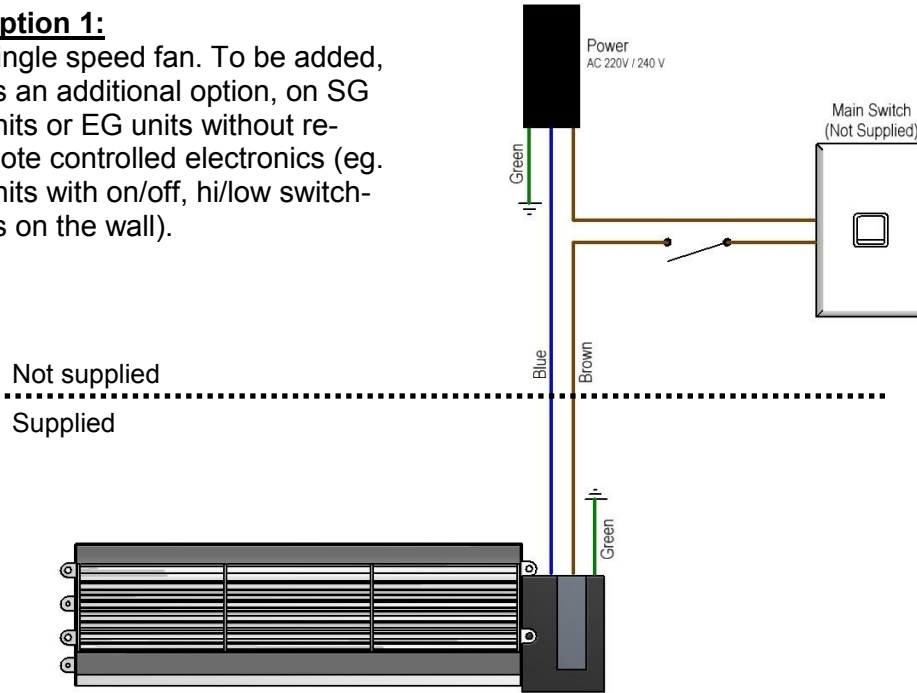 ption 1:
ingle speed fan. To be added,
s an additional option, on SG
nits or EG units without re-
ote controlled electronics (eg.
nits with on/off, hi/low switch-
s on the wall).
Power
AC 220V / 240 V
Main Switch
(Not Supplied)
Green
Blue
Brown
Not supplied
Supplied
Green